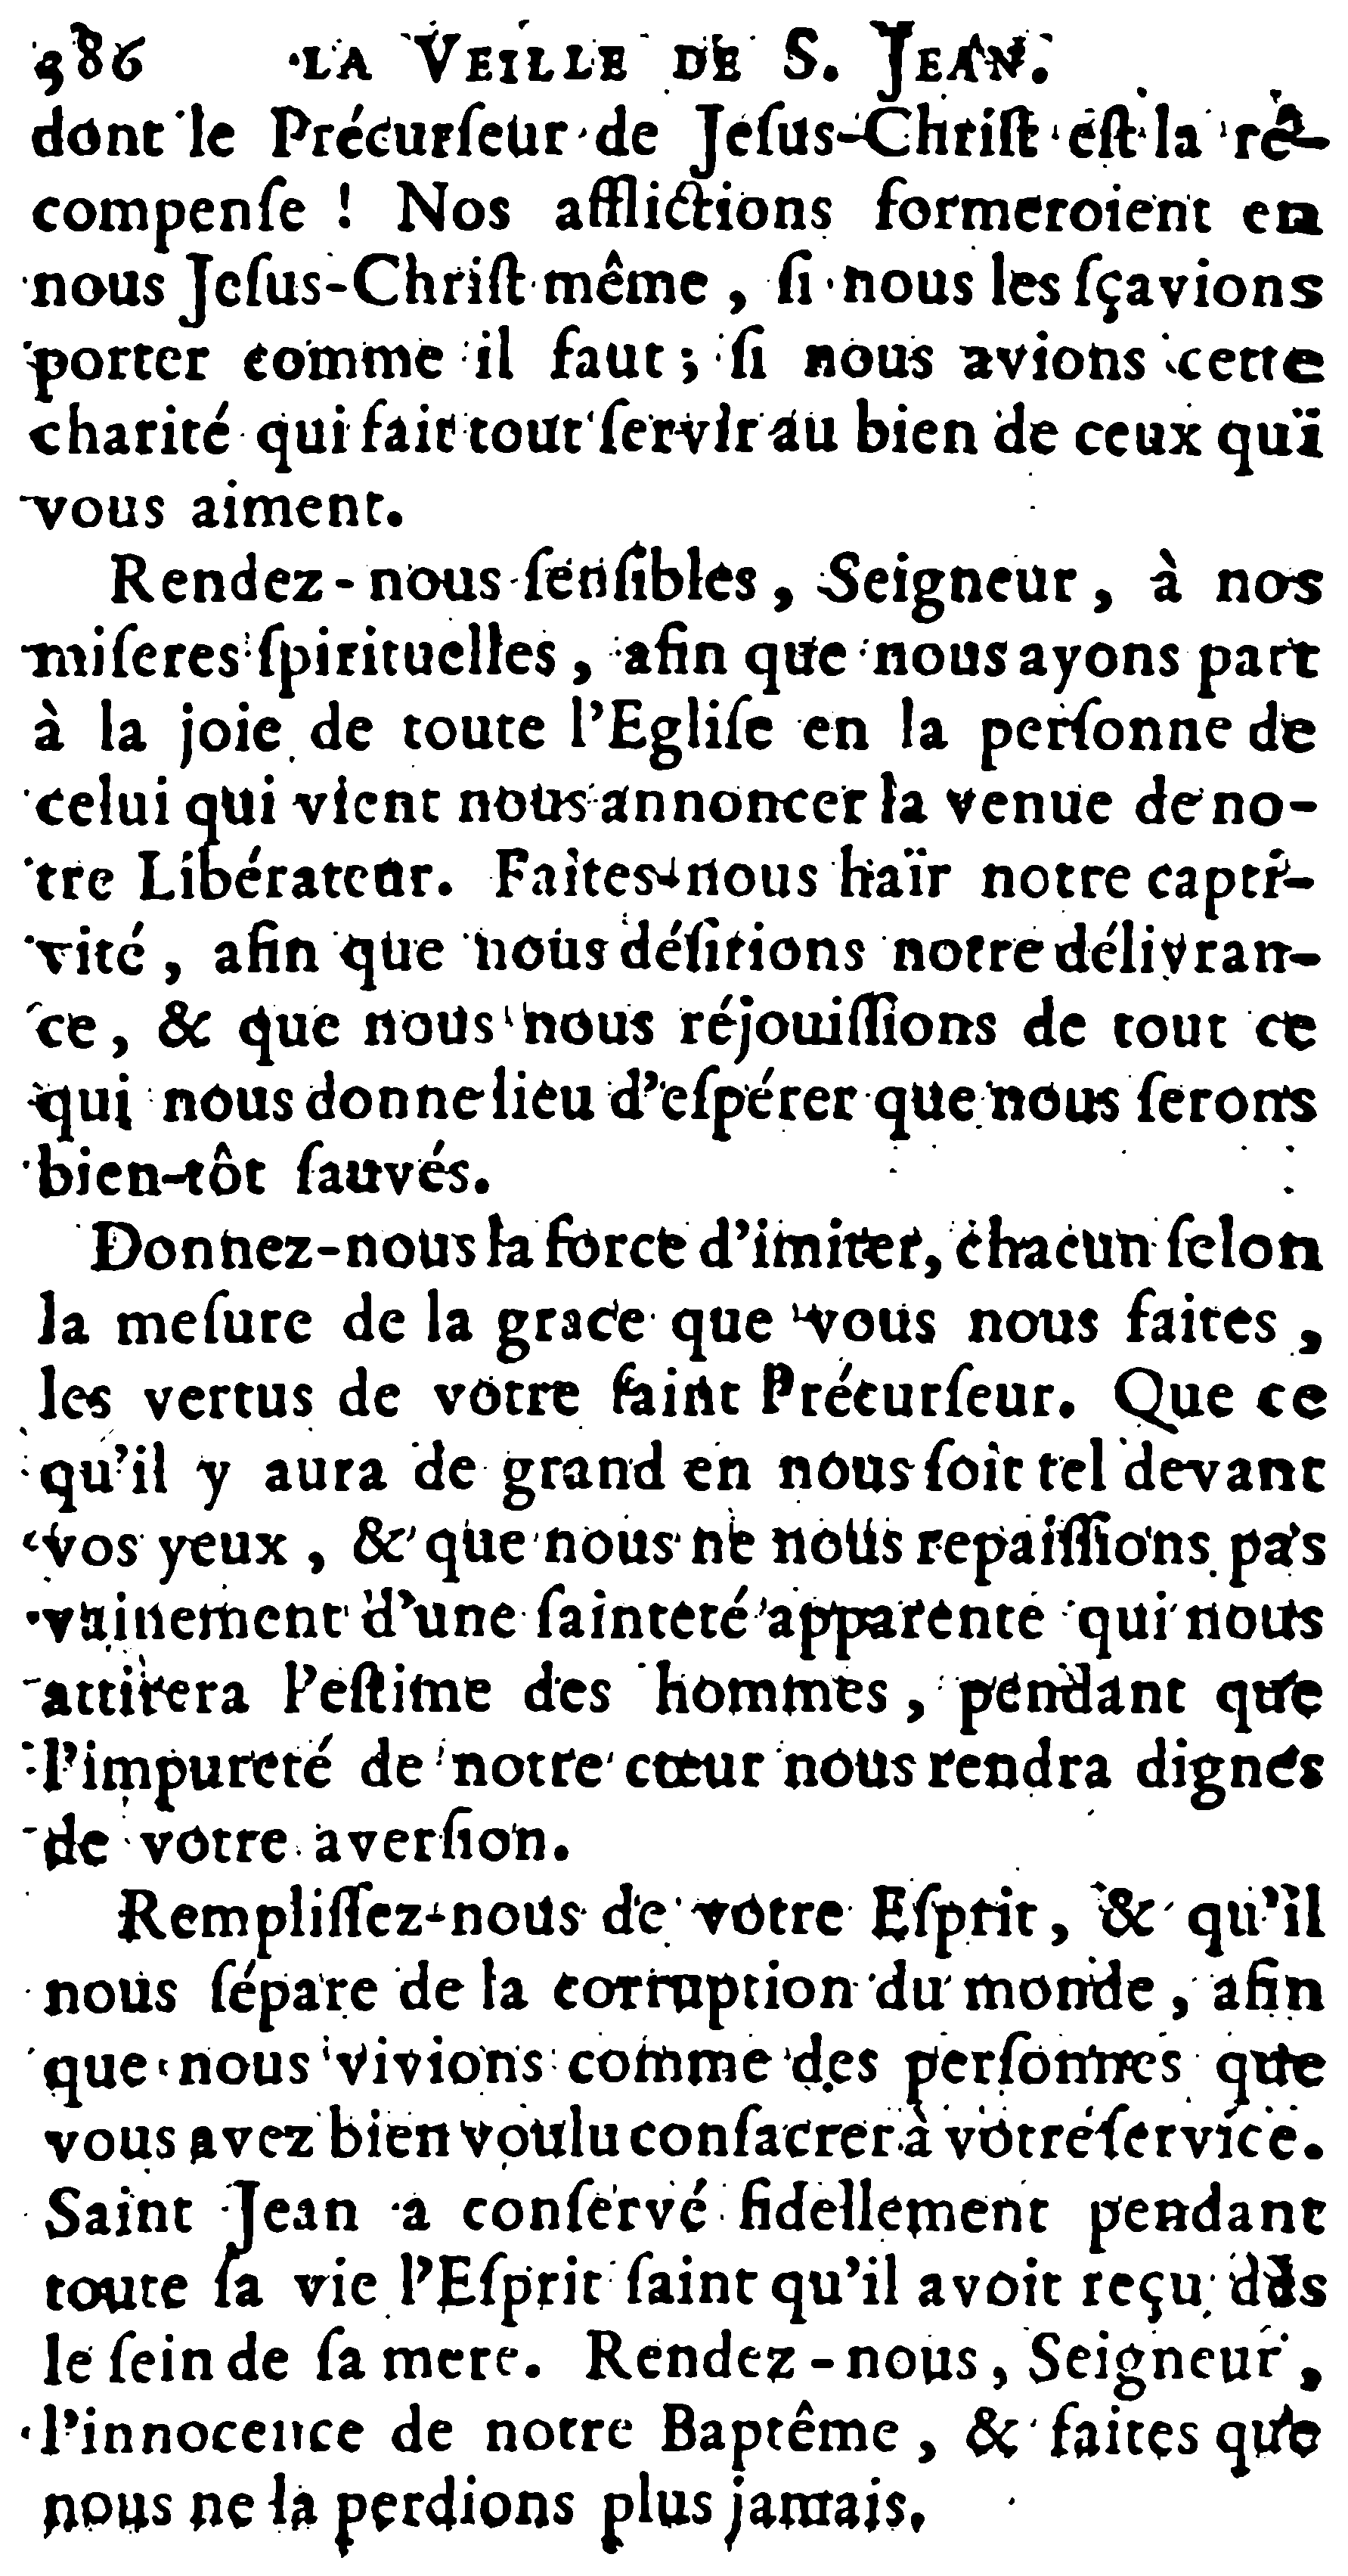 386 LA VEILLE DE S. JEAN.
dont le Précurſeur de Jeſus-Chriſt eſt la ré-
compenſe ! Nos afflictions formeroient en
nous Jeſus-Chriſt même , ſi nous les ſçavions
porter comme il faut ; ſi nous avions cette
charité qui fait tout ſervir au bien de ceux qui
vous aiment.
Rendez-nous ſenſibles , Seigneur , à nos
miſeres ſpirituelles , afin que nous ayons part
à la joie de toute l'Egliſe en la perſonne de
celui qui vient nous annoncer la venue de no-
tre Libérateur. Faites-nous haïr notre capti-
vité , afin que nous déſirions notre délivran-
ce , & que nous nous réjouiſſions de tout ce
qui nous donne lieu d'eſpérer que nous ſerons
bien-tôt ſauvés.
Donnez-nous la force d'imiter, chacun ſelon
la meſure de la grace que vous nous faites ,
les vertus de votre ſaint Précurſeur. Que ce
qu'il y aura de grand en nous ſoit tel devant
vos yeux , & que nous ne nous repaiſſions pas
vainement d'une ſainteté apparente qui nous
attirera l'eſtime des hommes , pendant que
l'impureté de notre cœur nous rendra dignes
de votre averſion.
Rempliſſez-nous de votre Eſprit , & qu'il
nous ſépare de la corruption du monde , afin
que nous vivions comme des perſonnes que
vous avez bien voulu conſacrer à votre ſervice.
Saint Jean a conſervé fidellement pendant
toute ſa vie l'Eſprit ſaint qu'il avoit reçu dès
le ſein de ſa mere. Rendez-nous , Seigneur ,
l'innocence de notre Baptême , & faites que
nous ne la perdions plus jamais.